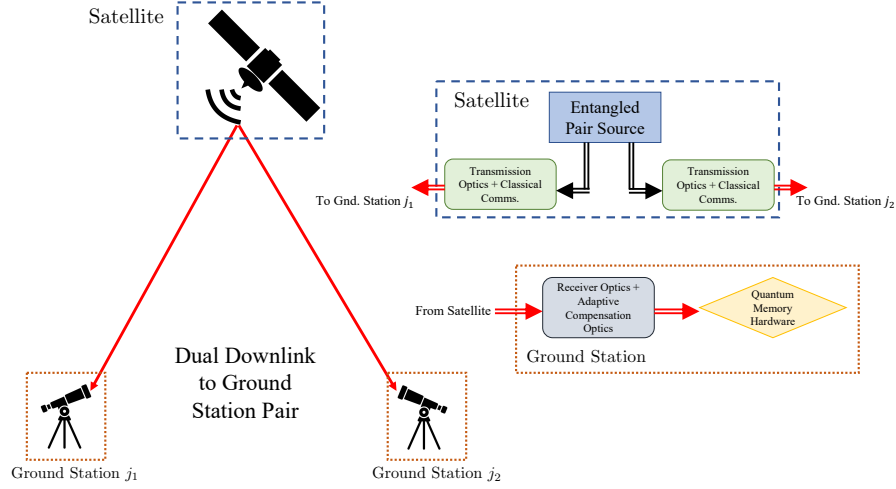 Satellite
Satellite
Entangled
Pair Source
Transmission
Optics + Classical
Comms.
Transmission
Optics + Classical
Comms.
To Gnd. Station j₁
To Gnd. Station j₂
From Satellite
Receiver Optics +
Adaptive
Compensation
Optics
Quantum
Memory
Hardware
Ground Station
Dual Downlink
to Ground
Station Pair
Ground Station j₁
Ground Station j₂